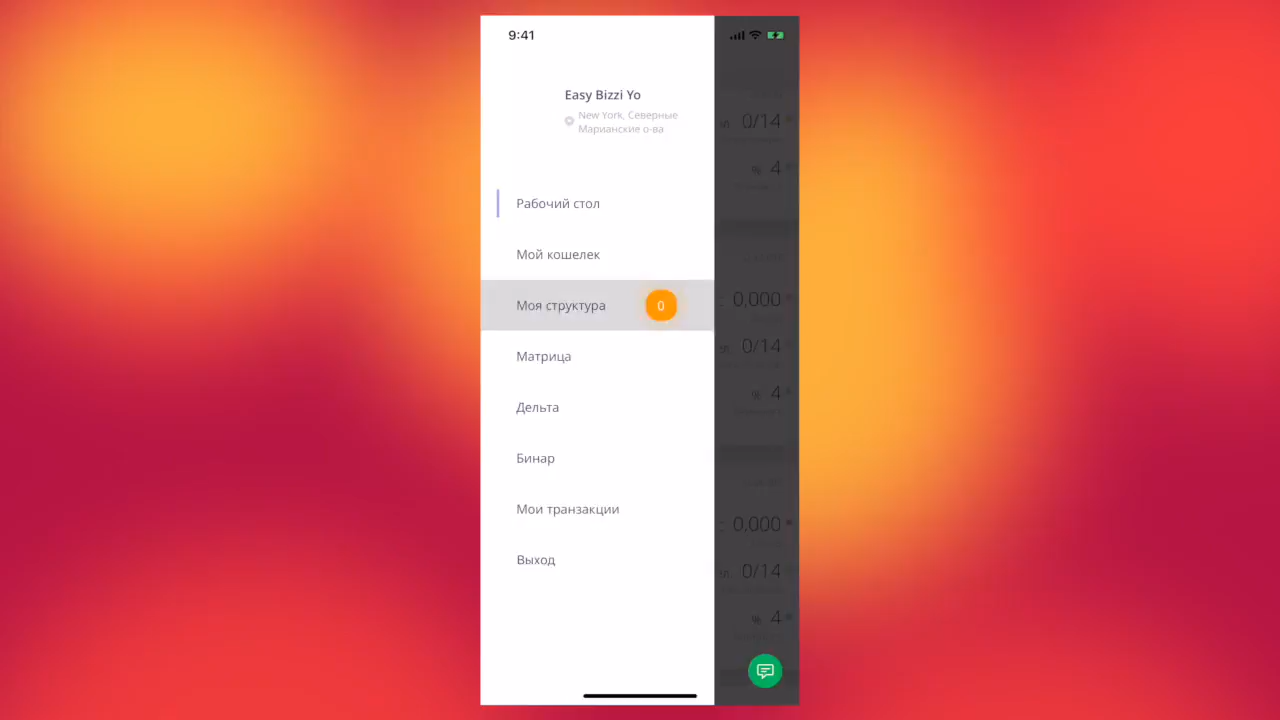 9:41
Easy Bizzi Yo
New York, Северные
Марианские о-ва
0/14
% 4
Рабочий стол
Мой кошелек
0,000
Моя структура
0
0/14
Матрица
% 4
Дельта
Бинар
Мои транзакции
0,000
Выход
0/14
% 4